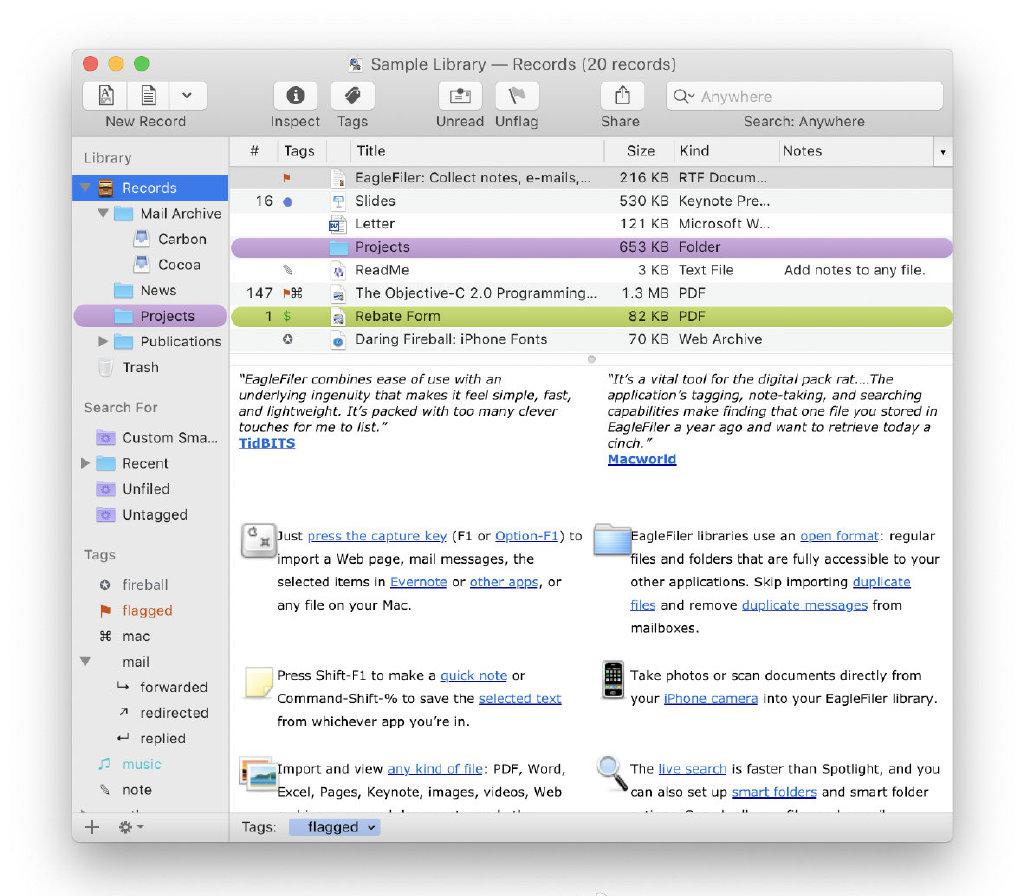 Sample Library — Records (20 records)
New Record
Inspect
Tags
Unread
Unflag
Share
Anywhere
Search: Anywhere
Library
Records
Mail Archive
Carbon
Cocoa
News
Projects
Publications
Trash
Search For
Custom Sma...
Recent
Unfiled
Untagged
Tags
fireball
flagged
⌘ mac
mail
forwarded
redirected
replied
music
note
# Tags Title Size Kind Notes
EagleFiler: Collect notes, e-mails,... 216 KB RTF Docum...
16 Slides 530 KB Keynote Pre...
Letter 121 KB Microsoft W...
Projects 653 KB Folder
ReadMe 3 KB Text File Add notes to any file.
147 ⌘ The Objective-C 2.0 Programming... 1.3 MB PDF
1 $ Rebate Form 82 KB PDF
Daring Fireball: iPhone Fonts 70 KB Web Archive
“EagleFiler combines ease of use with an
underlying ingenuity that makes it feel simple, fast,
and lightweight. It’s packed with too many clever
touches for me to list.”
TidBITS
“It’s a vital tool for the digital pack rat....The
application’s tagging, note-taking, and searching
capabilities make finding that one file you stored in
EagleFiler a year ago and want to retrieve today a
cinch.”
Macworld
Just press the capture key (F1 or Option-F1) to
import a Web page, mail messages, the
selected items in Evernote or other apps, or
any file on your Mac.
EagleFiler libraries use an open format: regular
files and folders that are fully accessible to your
other applications. Skip importing duplicate
files and remove duplicate messages from
mailboxes.
Press Shift-F1 to make a quick note or
Command-Shift-% to save the selected text
from whichever app you’re in.
Take photos or scan documents directly from
your iPhone camera into your EagleFiler library.
Import and view any kind of file: PDF, Word,
Excel, Pages, Keynote, images, videos, Web
The live search is faster than Spotlight, and you
can also set up smart folders and smart folder
Tags: flagged